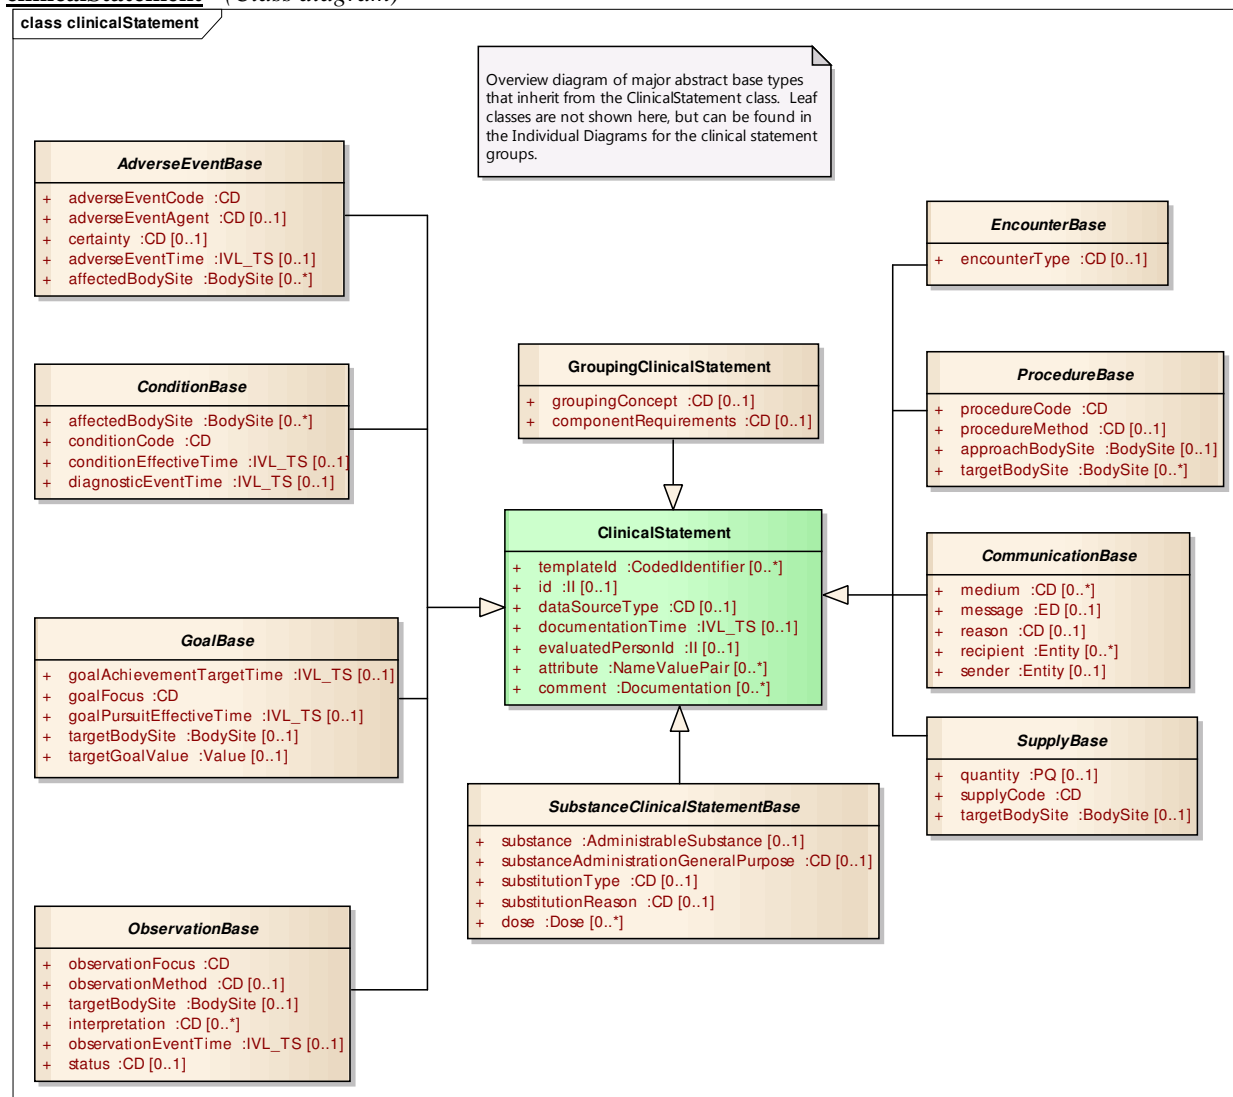 clinicalStatement (Class diagram)
class clinicalStatement
Overview diagram of major abstract base types
that inherit from the ClinicalStatement class.  Leaf
classes are not shown here, but can be found in
the Individual Diagrams for the clinical statement
groups.
AdverseEventBase
+ adverseEventCode :CD
+ adverseEventAgent :CD [0..1]
+ certainty :CD [0..1]
+ adverseEventTime :IVL_TS [0..1]
+ affectedBodySite :BodySite [0..*]
EncounterBase
+ encounterType :CD [0..1]
ConditionBase
+ affectedBodySite :BodySite [0..*]
+ conditionCode :CD
+ conditionEffectiveTime :IVL_TS [0..1]
+ diagnosticEventTime :IVL_TS [0..1]
GroupingClinicalStatement
+ groupingConcept :CD [0..1]
+ componentRequirements :CD [0..1]
ProcedureBase
+ procedureCode :CD
+ procedureMethod :CD [0..1]
+ approachBodySite :BodySite [0..1]
+ targetBodySite :BodySite [0..*]
ClinicalStatement
+ templateId :CodedIdentifier [0..*]
+ id :II [0..1]
+ dataSourceType :CD [0..1]
+ documentationTime :IVL_TS [0..1]
+ evaluatedPersonId :II [0..1]
+ attribute :NameValuePair [0..*]
+ comment :Documentation [0..*]
CommunicationBase
+ medium :CD [0..*]
+ message :ED [0..1]
+ reason :CD [0..1]
+ recipient :Entity [0..*]
+ sender :Entity [0..1]
GoalBase
+ goalAchievementTargetTime :IVL_TS [0..1]
+ goalFocus :CD
+ goalPursuitEffectiveTime :IVL_TS [0..1]
+ targetBodySite :BodySite [0..1]
+ targetGoalValue :Value [0..1]
SupplyBase
+ quantity :PQ [0..1]
+ supplyCode :CD
+ targetBodySite :BodySite [0..1]
SubstanceClinicalStatementBase
+ substance :AdministrableSubstance [0..1]
+ substanceAdministrationGeneralPurpose :CD [0..1]
+ substitutionType :CD [0..1]
+ substitutionReason :CD [0..1]
+ dose :Dose [0..*]
ObservationBase
+ observationFocus :CD
+ observationMethod :CD [0..1]
+ targetBodySite :BodySite [0..1]
+ interpretation :CD [0..*]
+ observationEventTime :IVL_TS [0..1]
+ status :CD [0..1]